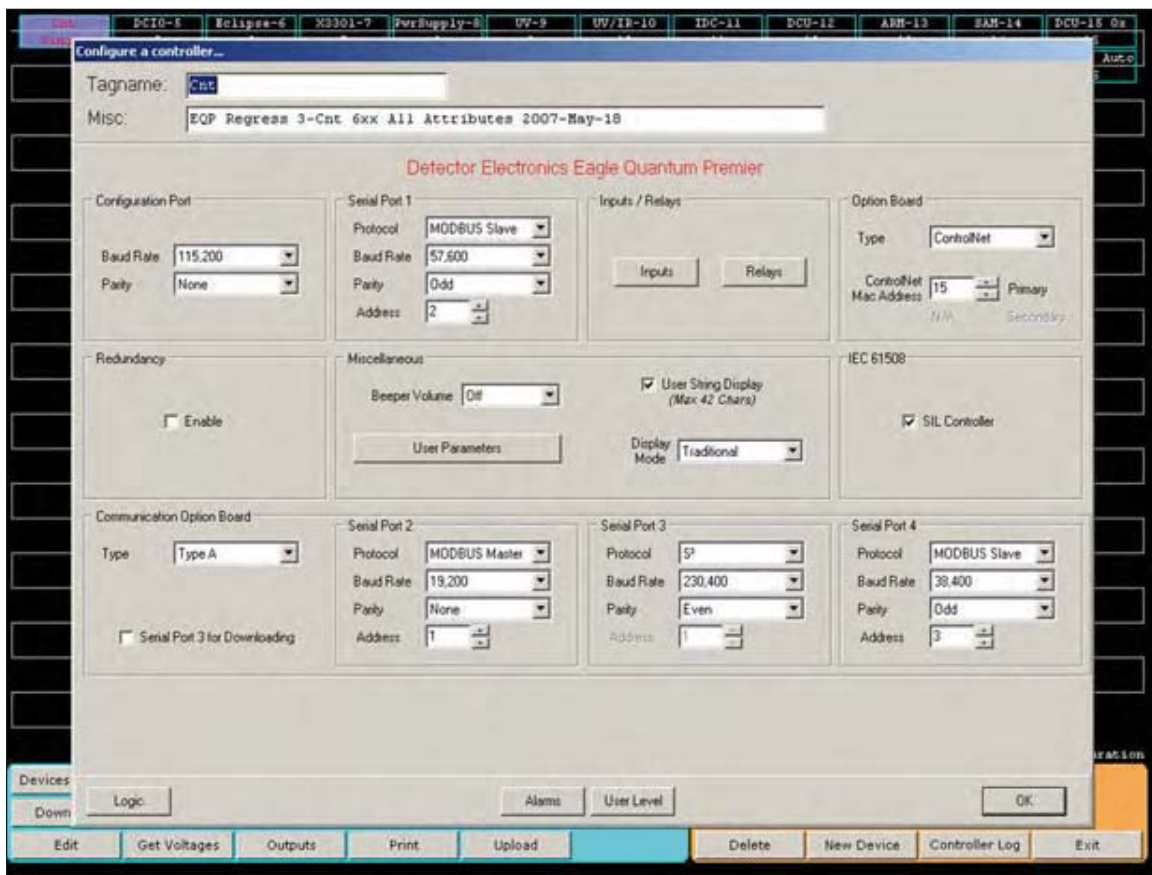 Cnt DCIO-5 Eclipse-6 X3301-7 PwrSupply-8 UV-9 UV/IR-10 IDC-11 DCU-12 ARM-13 SAM-14 DCU-15 Ox
Auto
Configure a controller...
Tagname: Cnt
Misc: EQP Regress 3-Cnt 6xx All Attributes 2007-May-18
Detector Electronics Eagle Quantum Premier
Configuration Port
Baud Rate 115,200
Parity None
Serial Port 1
Protocol MODBUS Slave
Baud Rate 57,600
Parity Odd
Address 2
Inputs / Relays
Inputs Relays
Option Board
Type ControlNet
ControlNet
Mac Address 15 Primary
N/A Secondary
Redundancy
Enable
Miscellaneous
Beeper Volume Off
User String Display
(Max 42 Chars)
User Parameters
Display
Mode Traditional
IEC 61508
SIL Controller
Communication Option Board
Type Type A
Serial Port 3 for Downloading
Serial Port 2
Protocol MODBUS Master
Baud Rate 19,200
Parity None
Address 1
Serial Port 3
Protocol S³
Baud Rate 230,400
Parity Even
Address 1
Serial Port 4
Protocol MODBUS Slave
Baud Rate 38,400
Parity Odd
Address 3
uration
Logic Alarms User Level OK
Devices
Down
Edit Get Voltages Outputs Print Upload Delete New Device Controller Log Exit